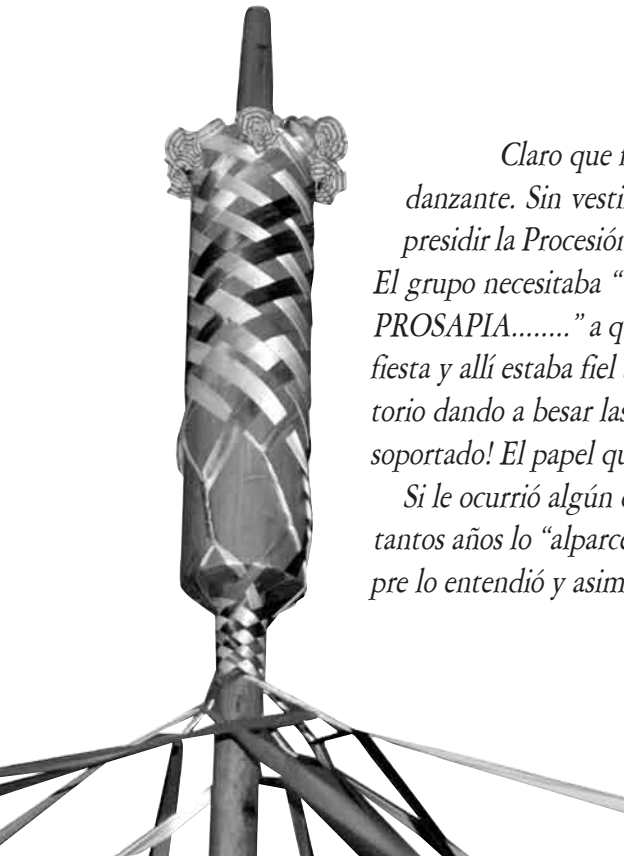 Claro que f
danzante. Sin vesti
presidir la Procesión
El grupo necesitaba “
PROSAPIA........” a q
fiesta y allí estaba fiel
torio dando a besar las
soportado! El papel qu
Si le ocurrió algún
tantos años lo “alparce
pre lo entendió y asim